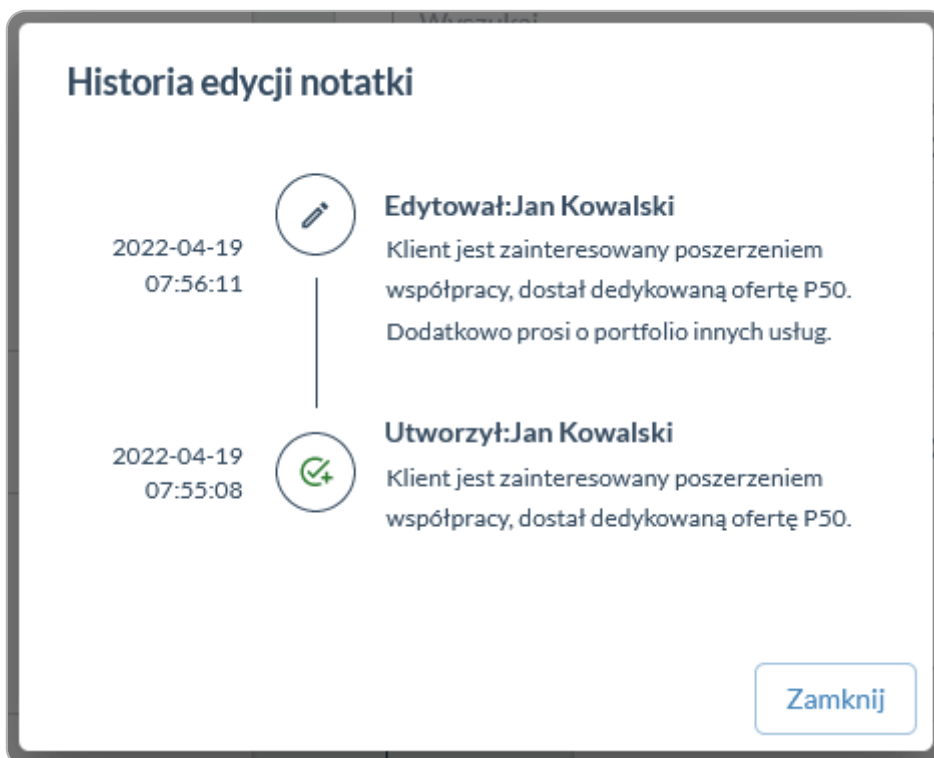 Wyszukaj
Historia edycji notatki
Edytował:Jan Kowalski
2022-04-19
07:56:11
Klient jest zainteresowany poszerzeniem
współpracy, dostał dedykowaną ofertę P50.
Dodatkowo prosi o portfolio innych usług.
Utworzył:Jan Kowalski
2022-04-19
07:55:08
Klient jest zainteresowany poszerzeniem
współpracy, dostał dedykowaną ofertę P50.
Zamknij